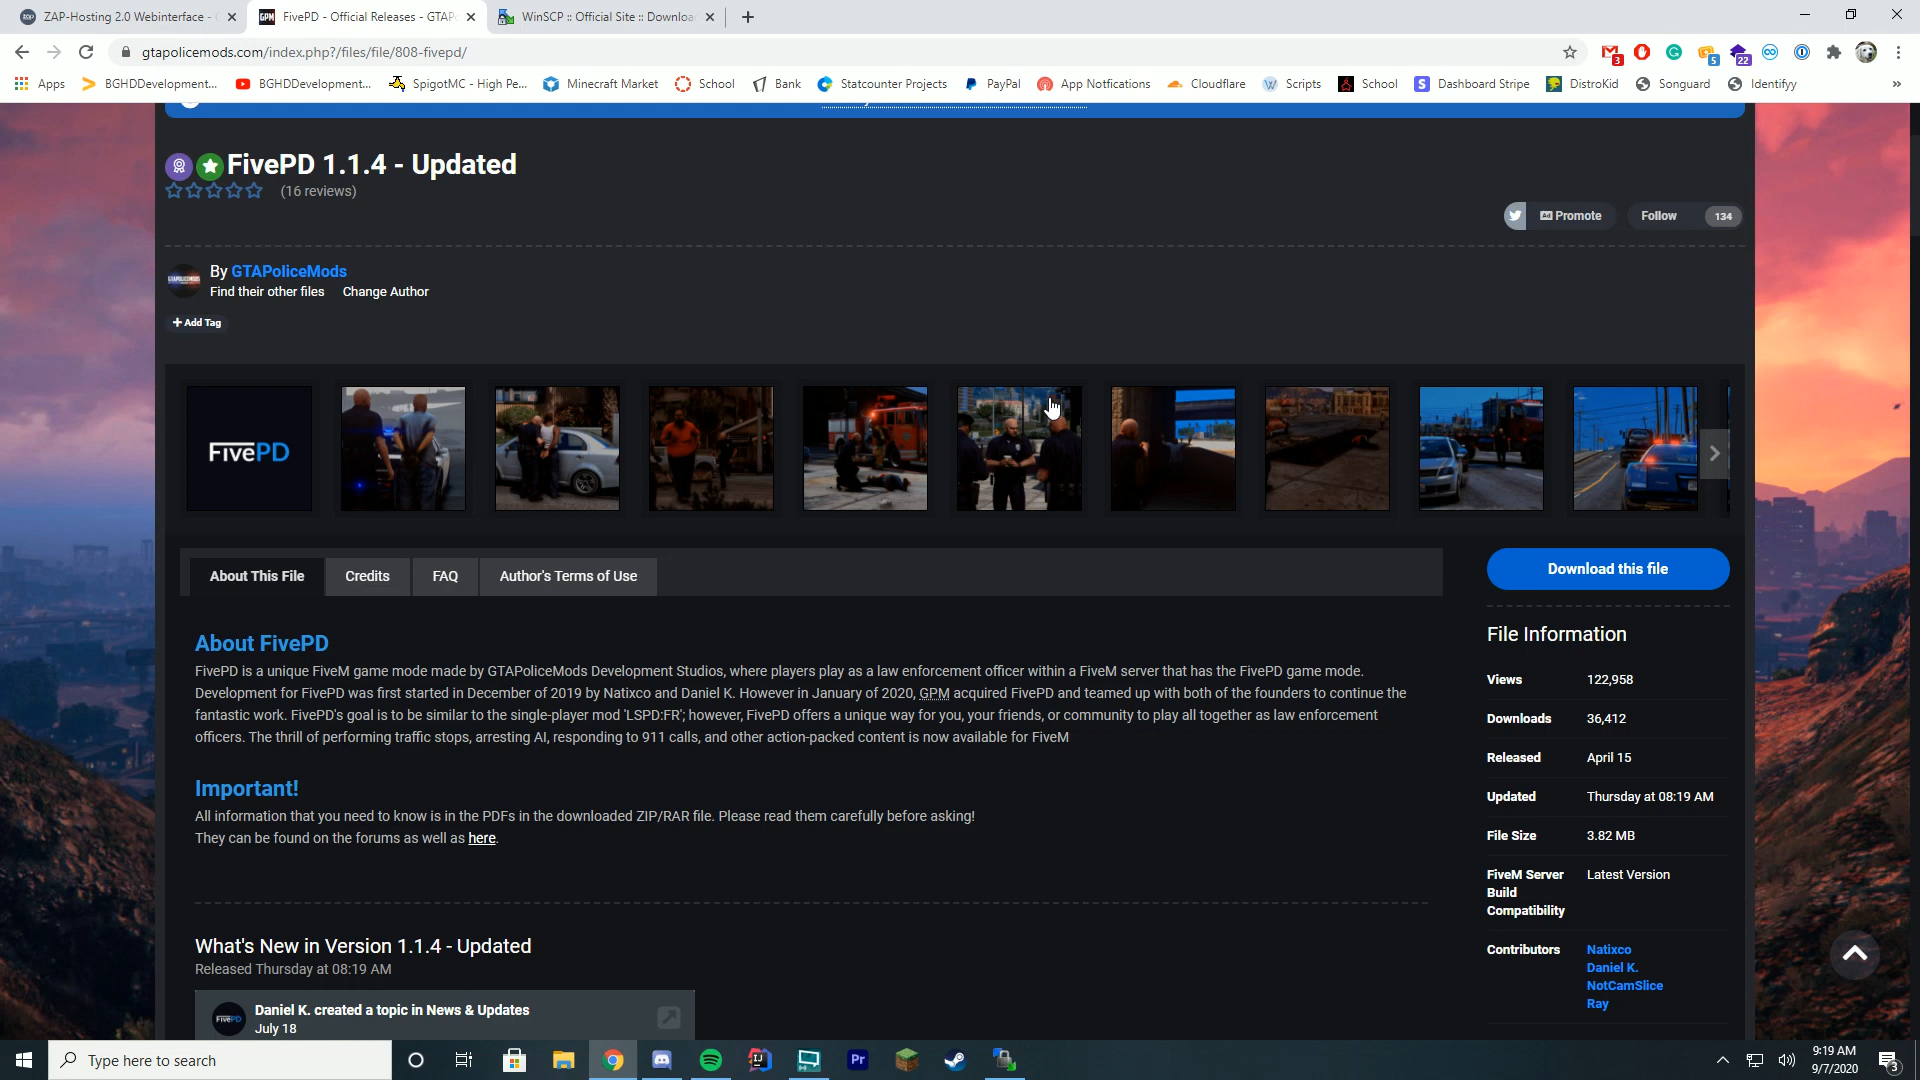 ZAP-Hosting 2.0 Webinterface -
FivePD - Official Releases - GTAP
WinSCP :: Official Site :: Downloa
gtapolicemods.com/index.php?/files/file/808-fivepd/
3
5
22
Apps
BGHDDevelopment...
BGHDDevelopment...
SpigotMC - High Pe...
Minecraft Market
School
Bank
Statcounter Projects
PayPal
App Notfications
Cloudflare
Scripts
School
Dashboard Stripe
DistroKid
Songuard
Identifyy
FivePD 1.1.4 - Updated
(16 reviews)
Ad Promote
Follow 134
By GTAPoliceMods
Find their other files Change Author
+ Add Tag
FivePD
About This File
Credits
FAQ
Author's Terms of Use
Download this file
About FivePD
FivePD is a unique FiveM game mode made by GTAPoliceMods Development Studios, where players play as a law enforcement officer within a FiveM server that has the FivePD game mode.
Development for FivePD was first started in December of 2019 by Natixco and Daniel K. However in January of 2020, GPM acquired FivePD and teamed up with both of the founders to continue the
fantastic work. FivePD's goal is to be similar to the single-player mod 'LSPD:FR'; however, FivePD offers a unique way for you, your friends, or community to play all together as law enforcement
officers. The thrill of performing traffic stops, arresting AI, responding to 911 calls, and other action-packed content is now available for FiveM
Important!
All information that you need to know is in the PDFs in the downloaded ZIP/RAR file. Please read them carefully before asking!
They can be found on the forums as well as here.
What's New in Version 1.1.4 - Updated
Released Thursday at 08:19 AM
Daniel K. created a topic in News & Updates
July 18
File Information
Views 122,958
Downloads 36,412
Released April 15
Updated Thursday at 08:19 AM
File Size 3.82 MB
FiveM Server Latest Version
Build
Compatibility
Contributors Natixco
Daniel K.
NotCamSlice
Ray
Type here to search
Pr
9:19 AM
9/7/2020
3